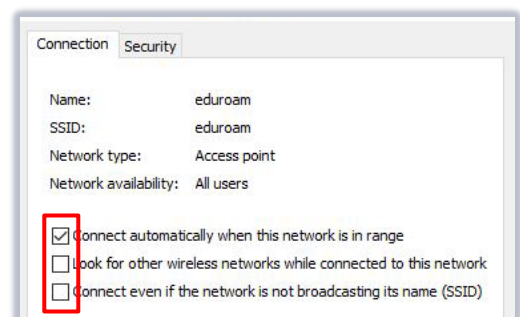 Connection Security
Name: eduroam
SSID: eduroam
Network type: Access point
Network availability: All users
Connect automatically when this network is in range
Look for other wireless networks while connected to this network
Connect even if the network is not broadcasting its name (SSID)